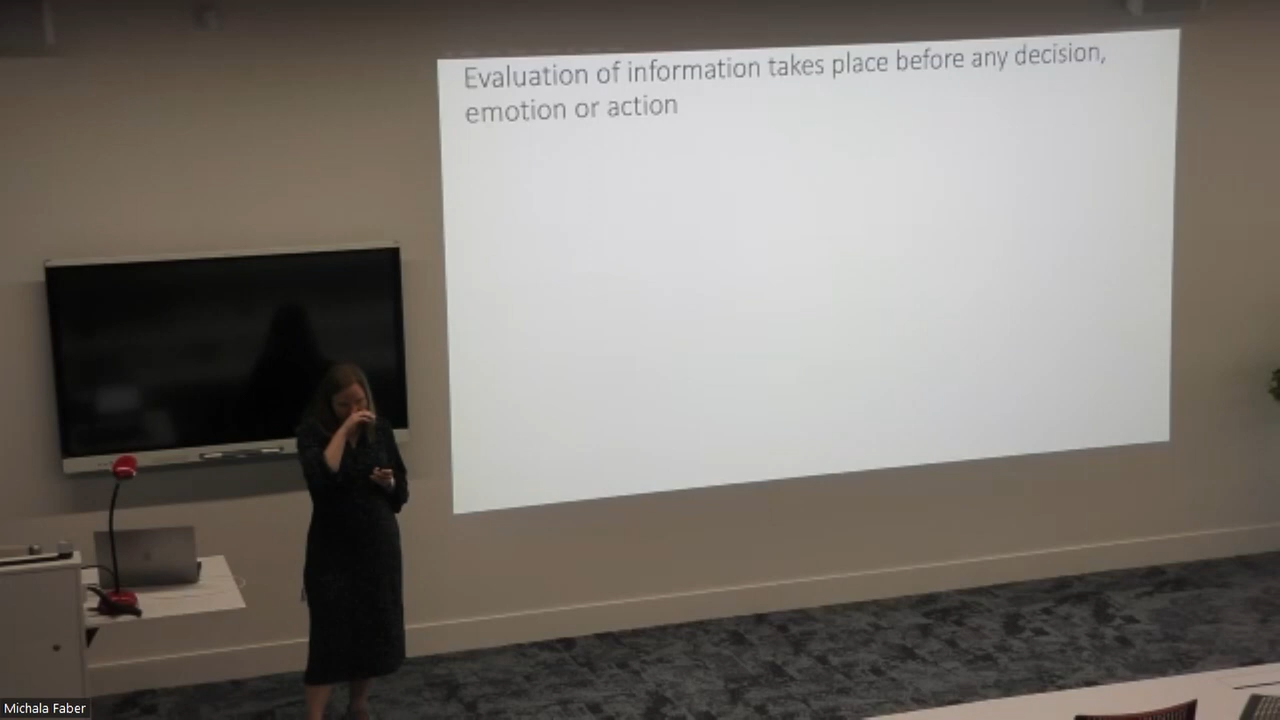 Evaluation of information takes place before any decision,
emotion or action
Michala Faber